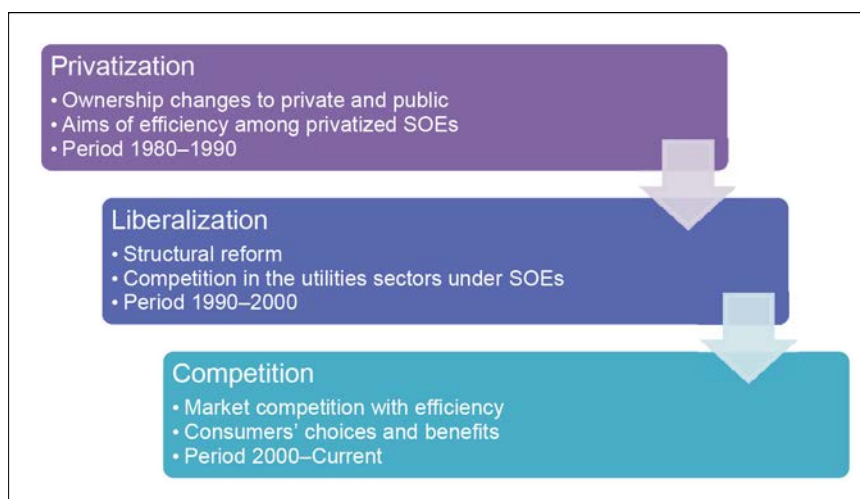 Privatization
• Ownership changes to private and public
• Aims of efficiency among privatized SOEs
• Period 1980–1990
Liberalization
• Structural reform
• Competition in the utilities sectors under SOEs
• Period 1990–2000
Competition
• Market competition with efficiency
• Consumers’ choices and benefits
• Period 2000–Current